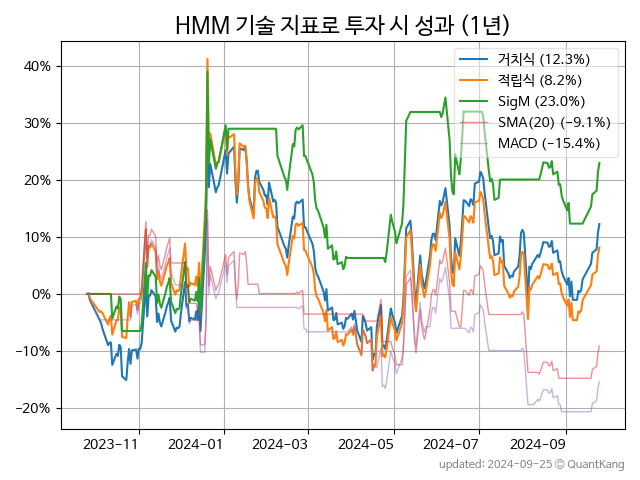 HMM 기술 지표로 투자 시 성과 (1년)
거치식 (12.3%)
적립식 (8.2%)
SigM (23.0%)
SMA(20) (−9.1%)
MACD (−15.4%)
40%
30%
20%
10%
0%
−10%
−20%
2023-11 2024-01 2024-03 2024-05 2024-07 2024-09
updated: 2024-09-25 ⓒ QuantKang